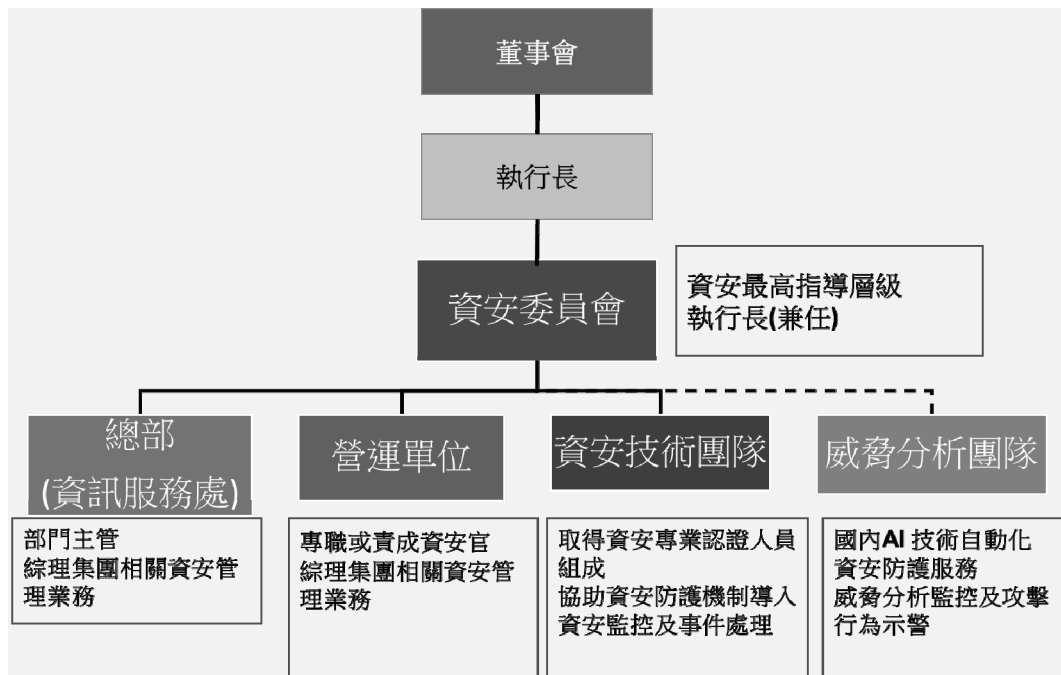 董事會
執行長
資安委員會
資安最高指導層級
執行長(兼任)
總部
(資訊服務處)
營運單位
資安技術團隊
威脅分析團隊
部門主管
綜理集團相關資安管
理業務
專職或責成資安官
綜理集團相關資安管
理業務
取得資安專業認證人員
組成
協助資安防護機制導入
資安監控及事件處理
國內AI 技術自動化
資安防護服務
威脅分析監控及攻擊
行為示警